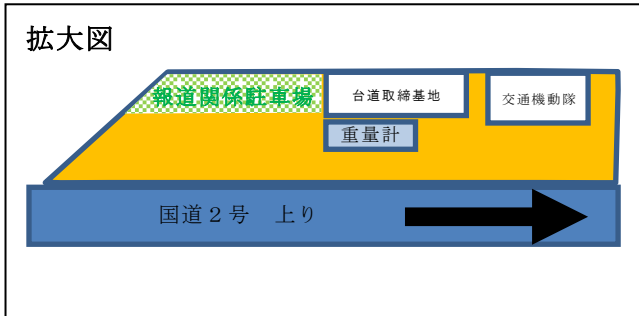 拡大図
報道関係駐車場
台道取締基地
交通機動隊
重量計
国道２号　上り